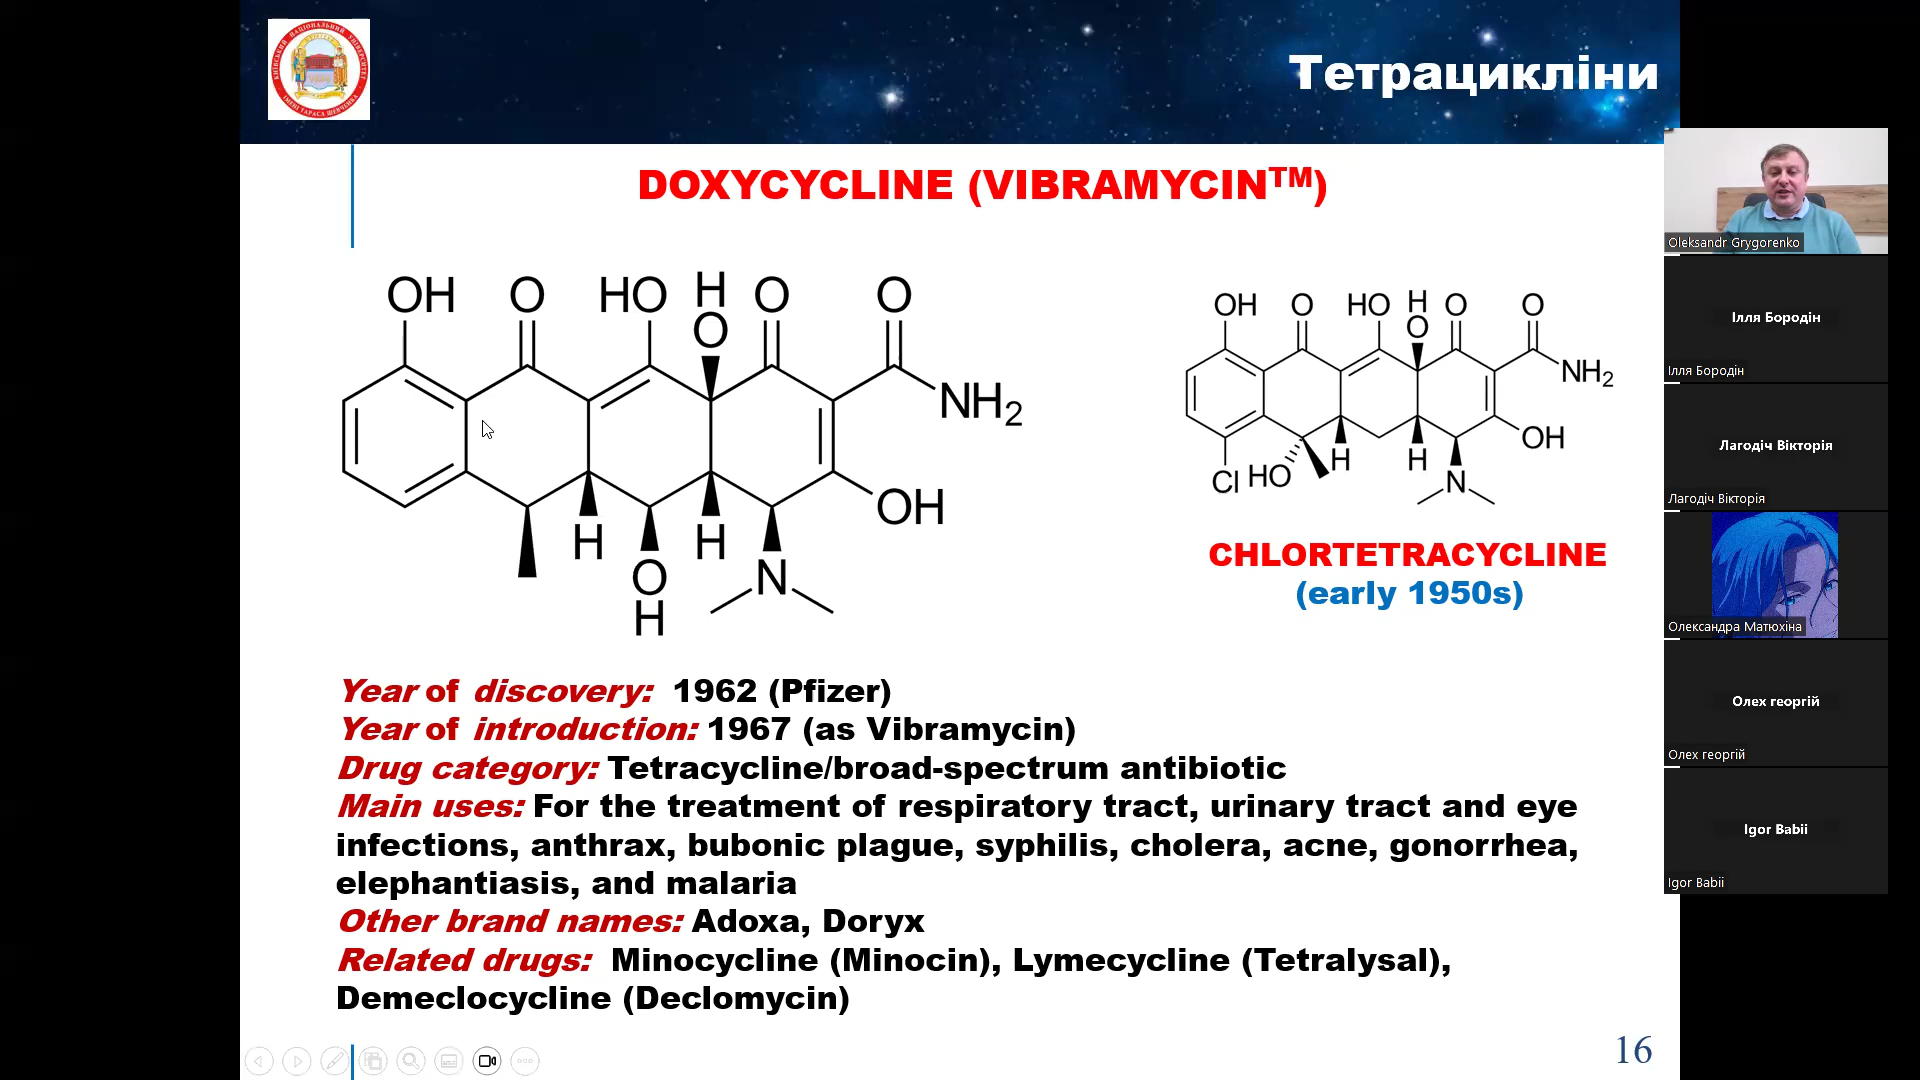 Тетрацикліни
DOXYCYCLINE (VIBRAMYCIN™)
OH O HO H O O
O
NH2
OH
H H
O
H
N
OH O HO H O O
O
NH2
OH
H H
Cl HO
N
CHLORTETRACYCLINE
(early 1950s)
Year of discovery: 1962 (Pfizer)
Year of introduction: 1967 (as Vibramycin)
Drug category: Tetracycline/broad-spectrum antibiotic
Main uses: For the treatment of respiratory tract, urinary tract and eye
infections, anthrax, bubonic plague, syphilis, cholera, acne, gonorrhea,
elephantiasis, and malaria
Other brand names: Adoxa, Doryx
Related drugs: Minocycline (Minocin), Lymecycline (Tetralysal),
Demeclocycline (Declomycin)
16
Oleksandr Grygorenko
Ілля Бородін
Ілля Бородін
Лагодіч Вікторія
Лагодіч Вікторія
Олександра Матюхіна
Олех георгій
Олех георгій
Igor Babii
Igor Babii